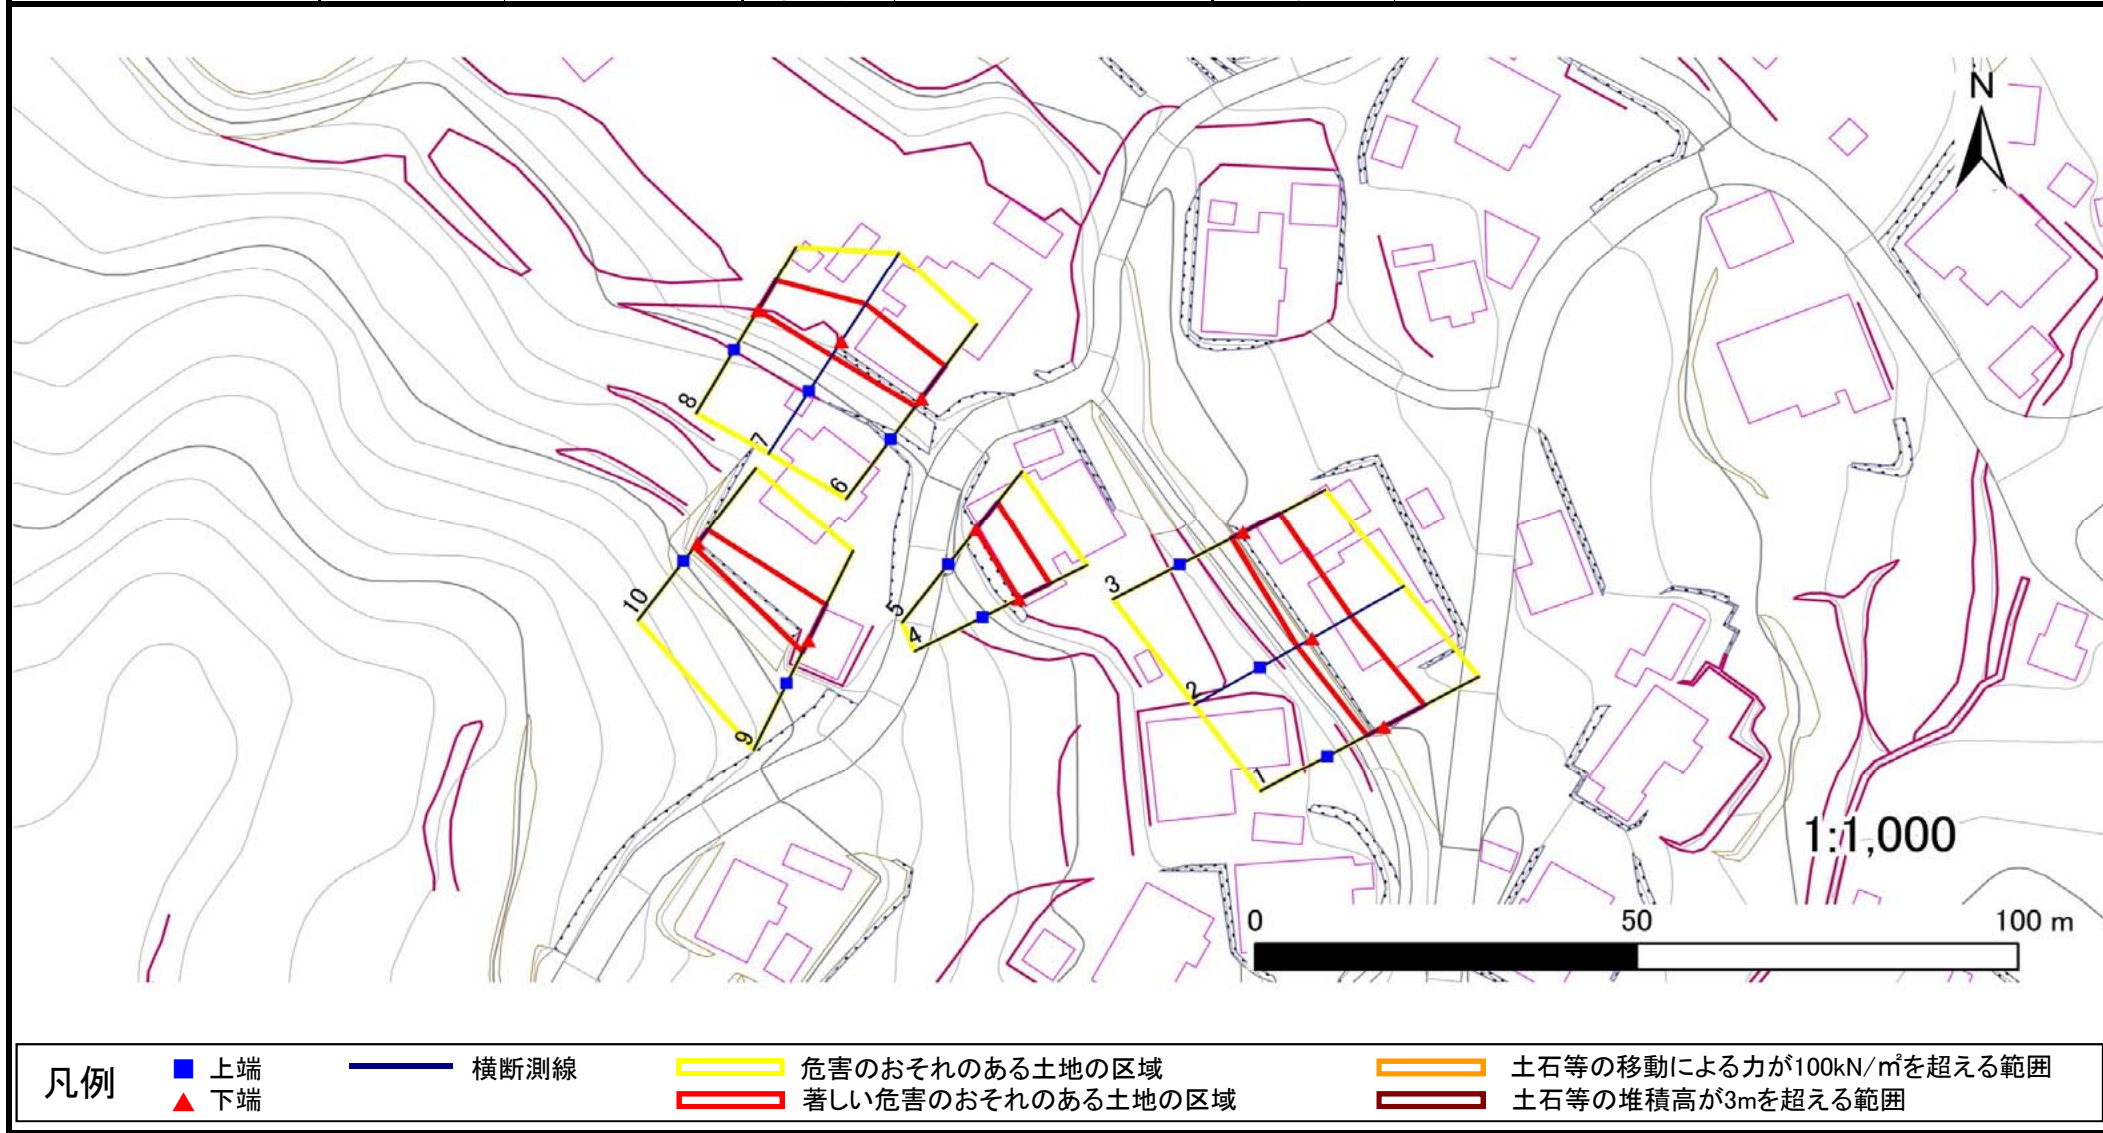 N
8
7
6
10
9
5
4
3
2
1
1:1,000
0 50 100 m
凡例
上端 横断測線 危害のおそれのある土地の区域 土石等の移動による力が100kN/㎡を超える範囲
下端 著しい危害のおそれのある土地の区域 土石等の堆積高が3mを超える範囲